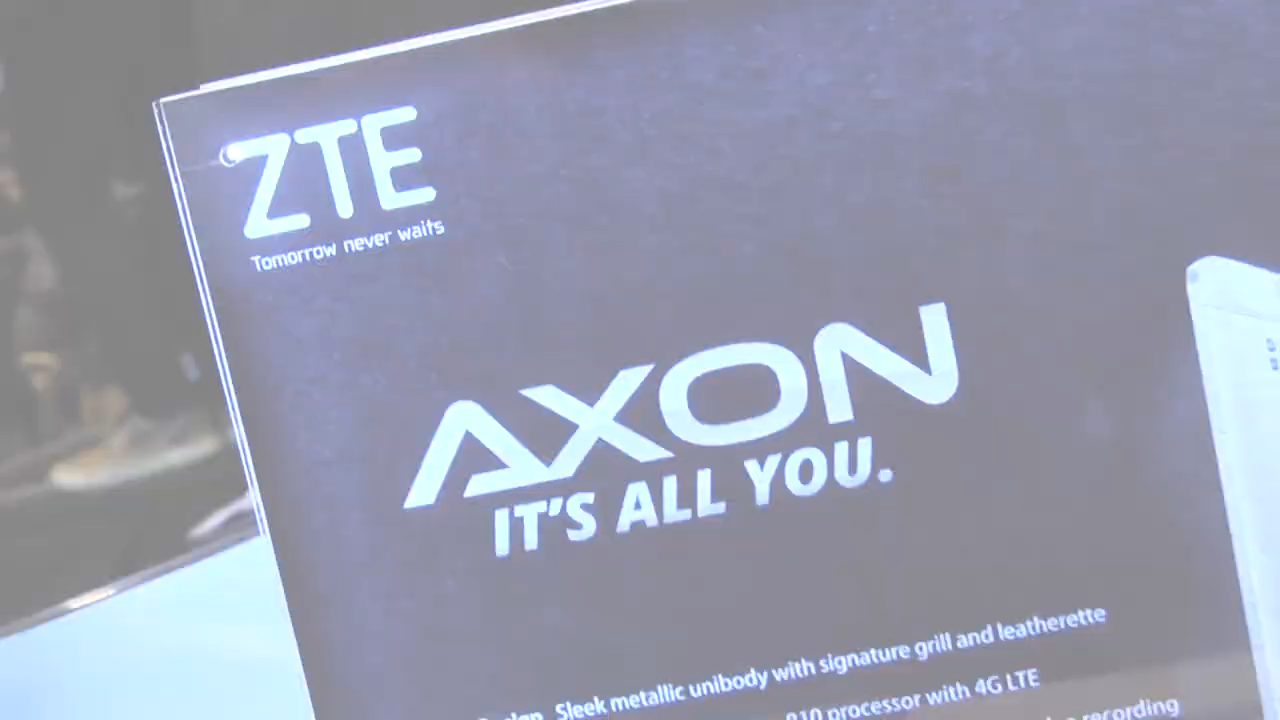 ZTE
Tomorrow never waits
AXON
IT'S ALL YOU.
Sleek metallic unibody with signature grill and leatherette
810 processor with 4G LTE
recording